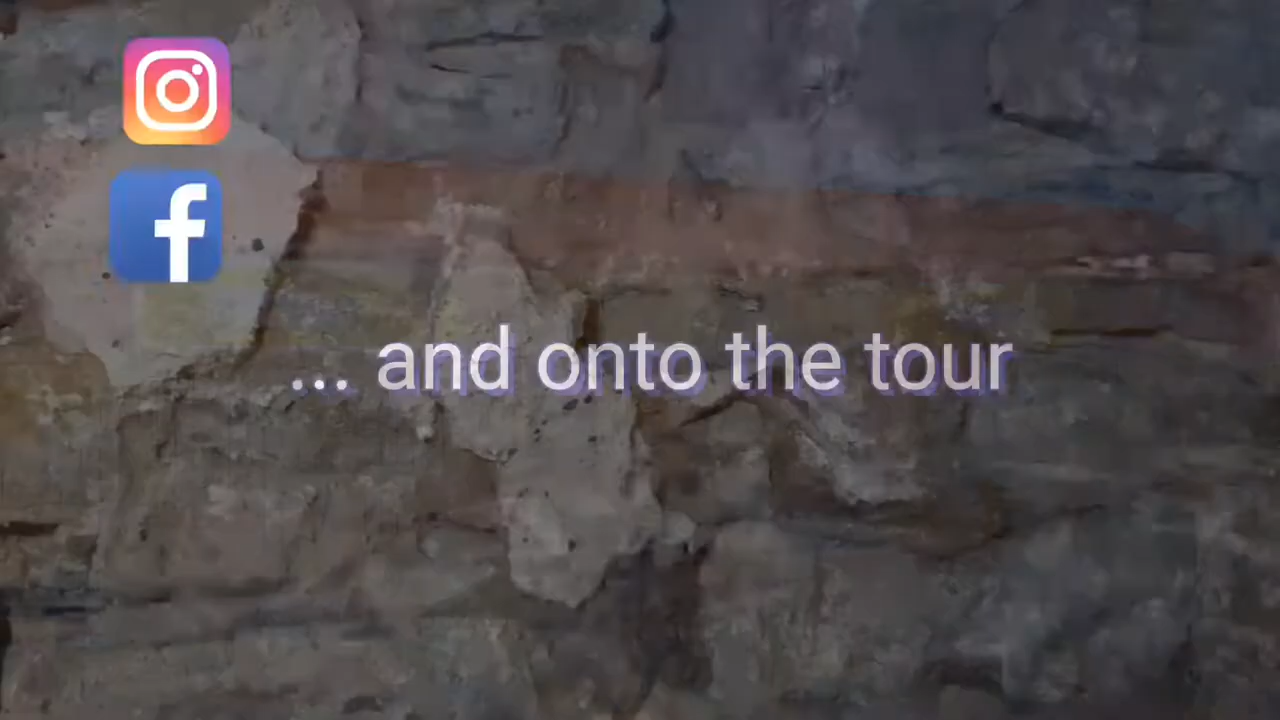 ... and onto the tour